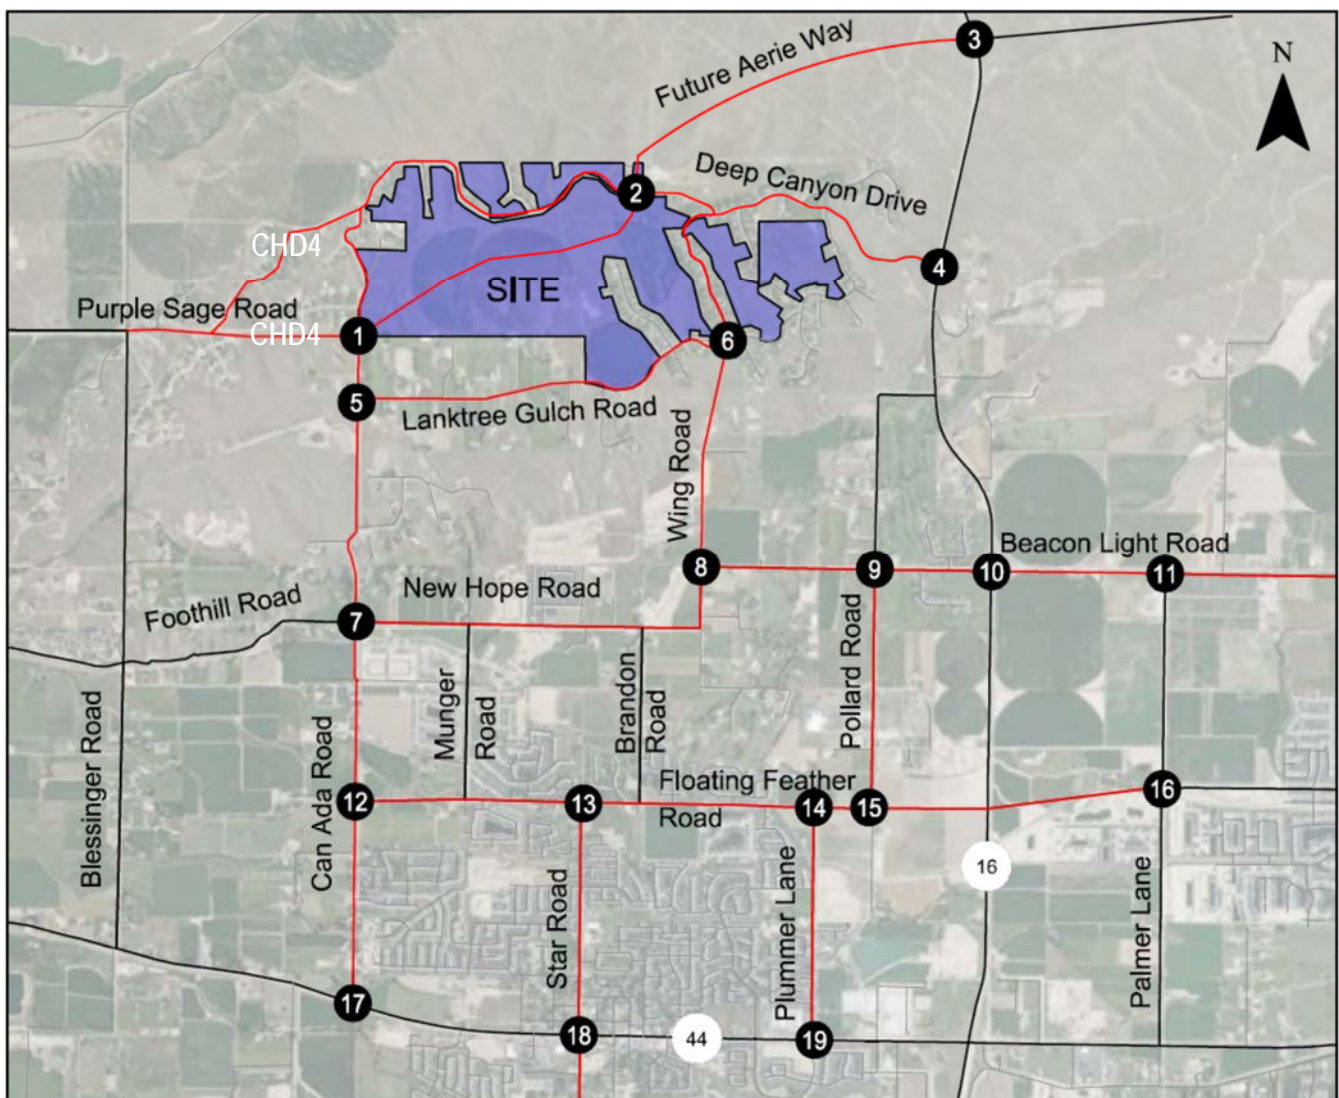 Future Aerie Way
3
N
Deep Canyon Drive
2
CHD4
4
SITE
Purple Sage Road
CHD4
1
6
5
Lanktree Gulch Road
Wing Road
Beacon Light Road
8
9
10
11
New Hope Road
Foothill Road
7
Pollard Road
Munger
Road
Brandon
Road
Blessinger Road
Can Ada Road
Floating Feather
Road
12
13
14
15
16
16
Star Road
Plummer Lane
Palmer Lane
17
18
44
19